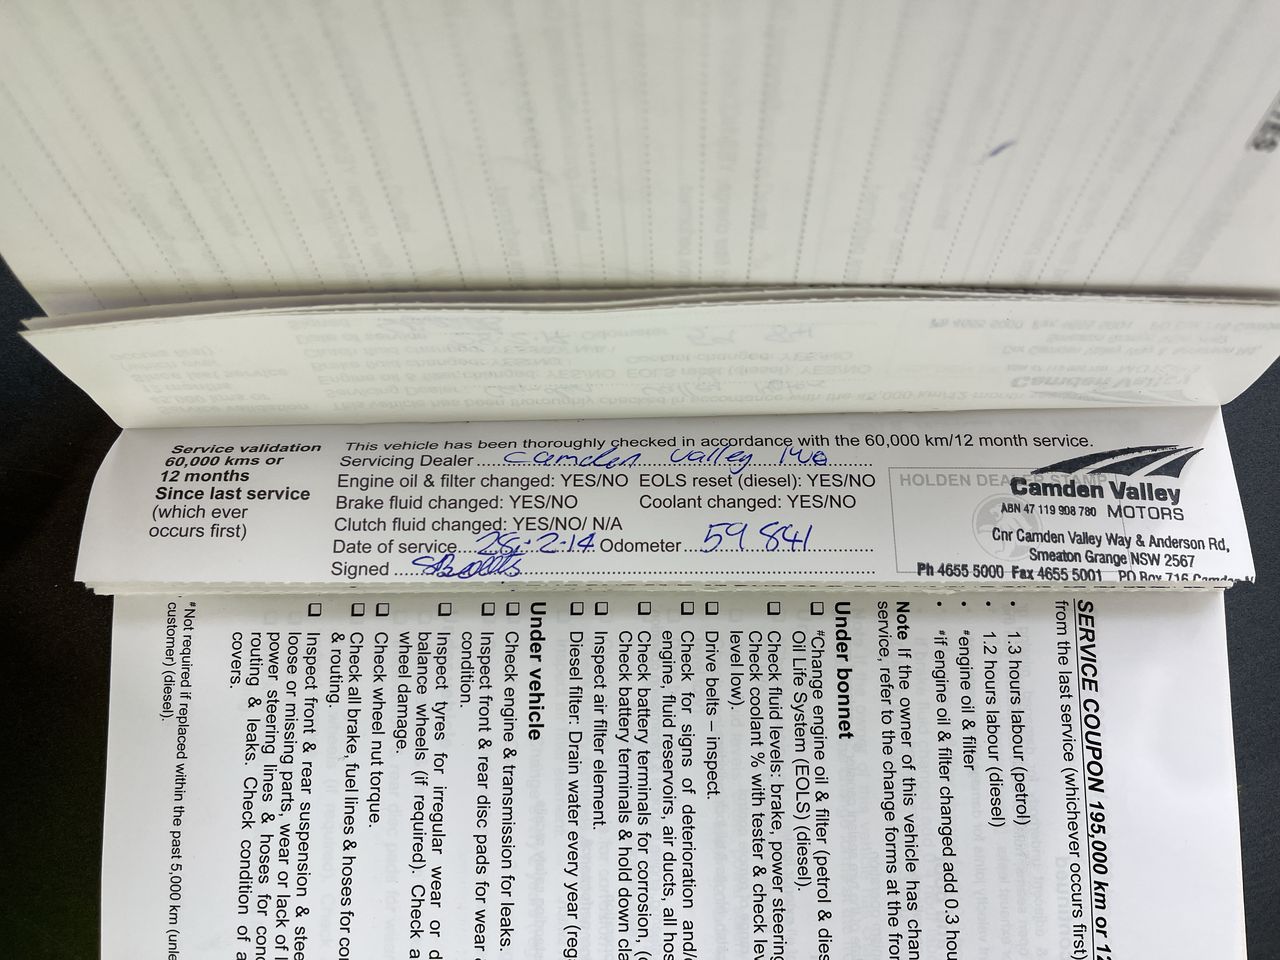 Service validation
60,000 kms or
12 months
Since last service
(which ever
occurs first)
This vehicle has been thoroughly checked in accordance with the 60,000 km/12 month service.
Servicing Dealer Camden Valley
Engine oil & filter changed: YES/NO EOLS reset (diesel): YES/NO
Brake fluid changed: YES/NO Coolant changed: YES/NO
Clutch fluid changed: YES/NO/ N/A
Date of service 28-2-14 Odometer 59 841
Signed
HOLDEN DEALER STAMP
Camden Valley
ABN 47 119 908 780 MOTORS
Cnr Camden Valley Way & Anderson Rd,
Smeaton Grange NSW 2567
Ph 4655 5000 Fax 4655 5001 PO Box 716 Camden
SERVICE COUPON 195,000 km or 12
from the last service (whichever occurs first)
• 1.3 hours labour (petrol)
• 1.2 hours labour (diesel)
• *engine oil & filter
• *if engine oil & filter changed add 0.3 hou
Note If the owner of this vehicle has chan
service, refer to the change forms at the fron
Under bonnet
☐ #Change engine oil & filter (petrol & dies
Oil Life System (EOLS) (diesel).
☐ Check fluid levels: brake, power steering
Check coolant % with tester & check lev
level low).
☐ Drive belts – inspect.
☐ Check for signs of deterioration and/
engine, fluid reservoirs, air ducts, all hos
☐ Check battery terminals for corrosion, (
Check battery terminals & hold down cla
☐ Inspect air filter element.
☐ Diesel filter: Drain water every year (reg
Under vehicle
☐ Check engine & transmission for leaks.
☐ Inspect front & rear disc pads for wear
condition.
☐ Inspect tyres for irregular wear or d
balance wheels (if required). Check a
wheel damage.
☐ Check wheel nut torque.
☐ Check all brake, fuel lines & hoses for cor
& routing.
☐ Inspect front & rear suspension & stee
loose or missing parts, wear or lack of l
power steering lines & hoses for cond
routing & leaks. Check condition of a
covers.
#Not required if replaced within the past 5,000 km (unle
customer) (diesel).